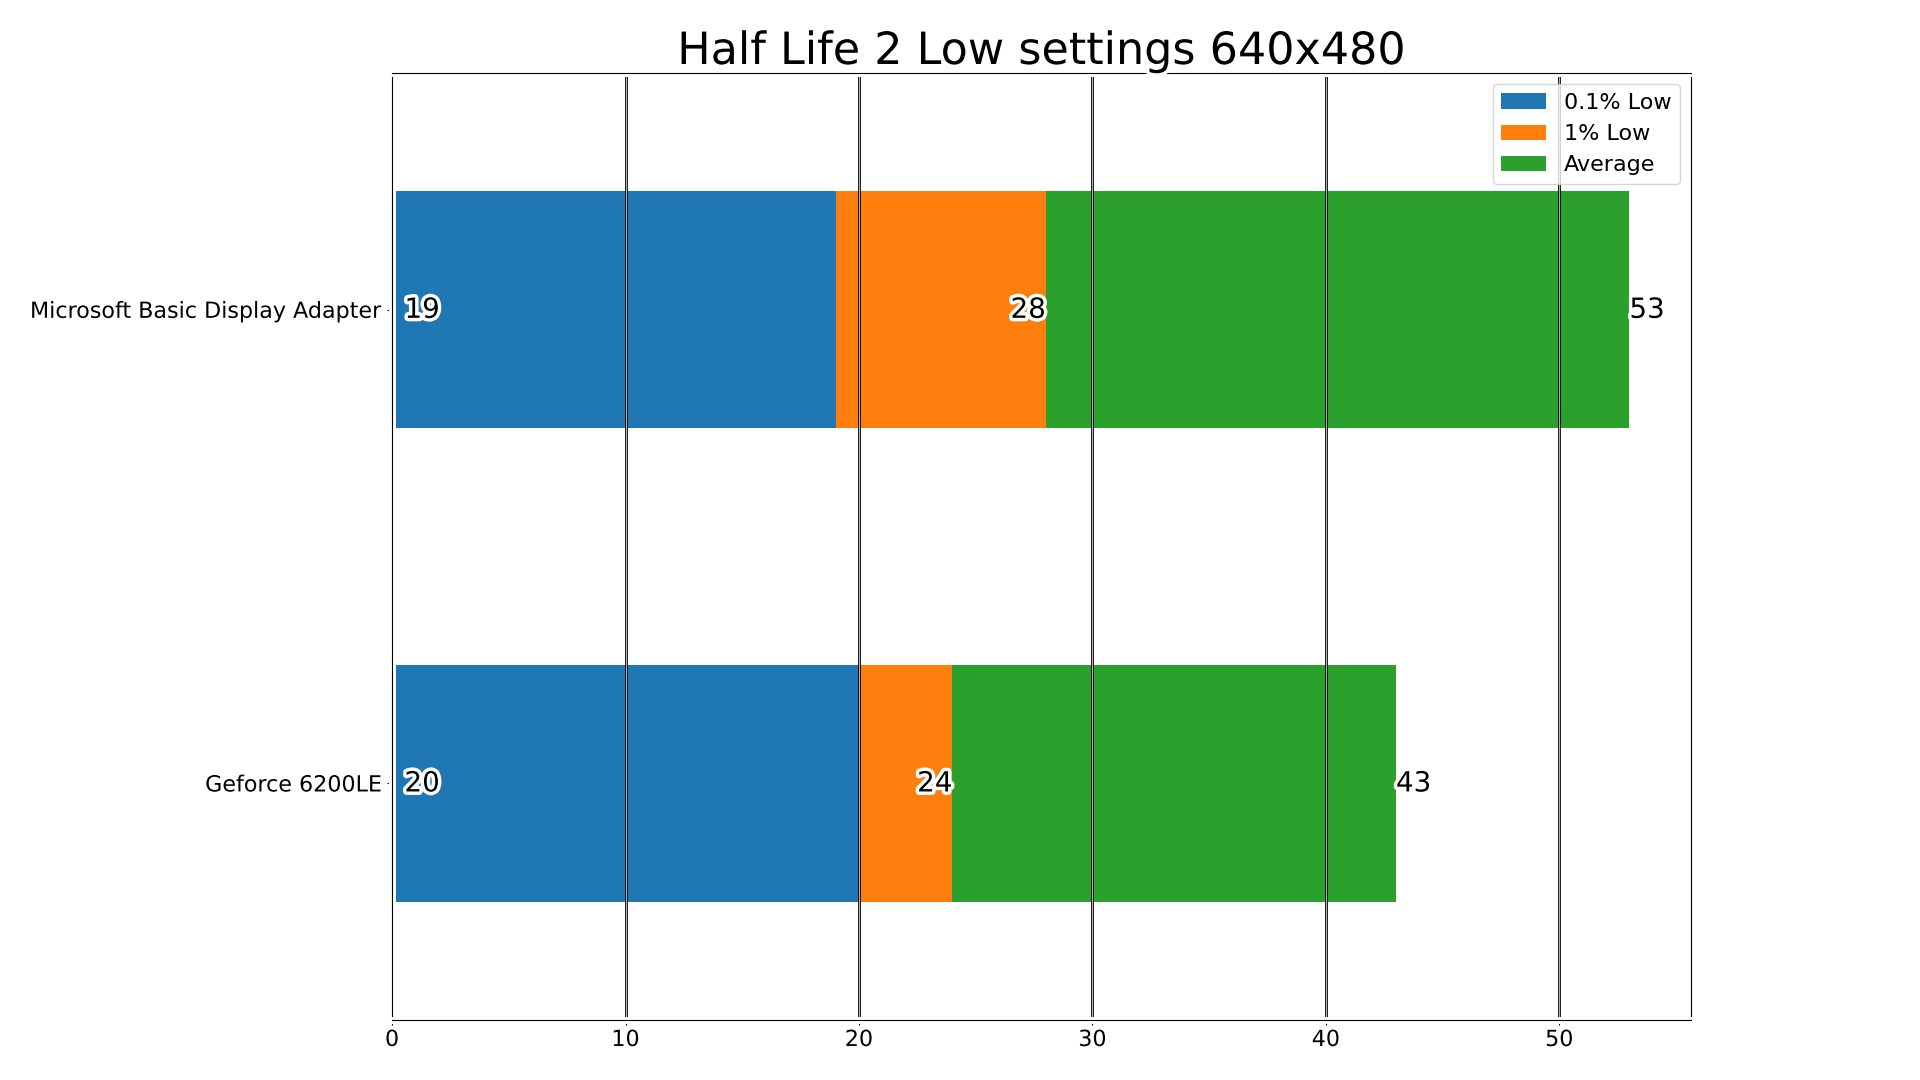 Half Life 2 Low settings 640x480
0.1% Low
1% Low
Average
Microsoft Basic Display Adapter
19
28
53
Geforce 6200LE
20
24
43
0 10 20 30 40 50